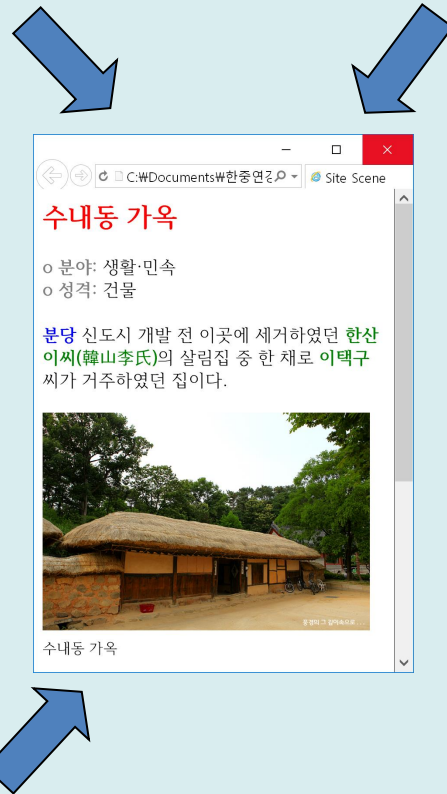 C:₩Documents₩한중연구
Site Scene
수내동 가옥
o 분야: 생활·민속
o 성격: 건물
분당 신도시 개발 전 이곳에 세거하였던 한산
이씨(韓山李氏)의 살림집 중 한 채로 이택구
씨가 거주하였던 집이다.
수내동 가옥